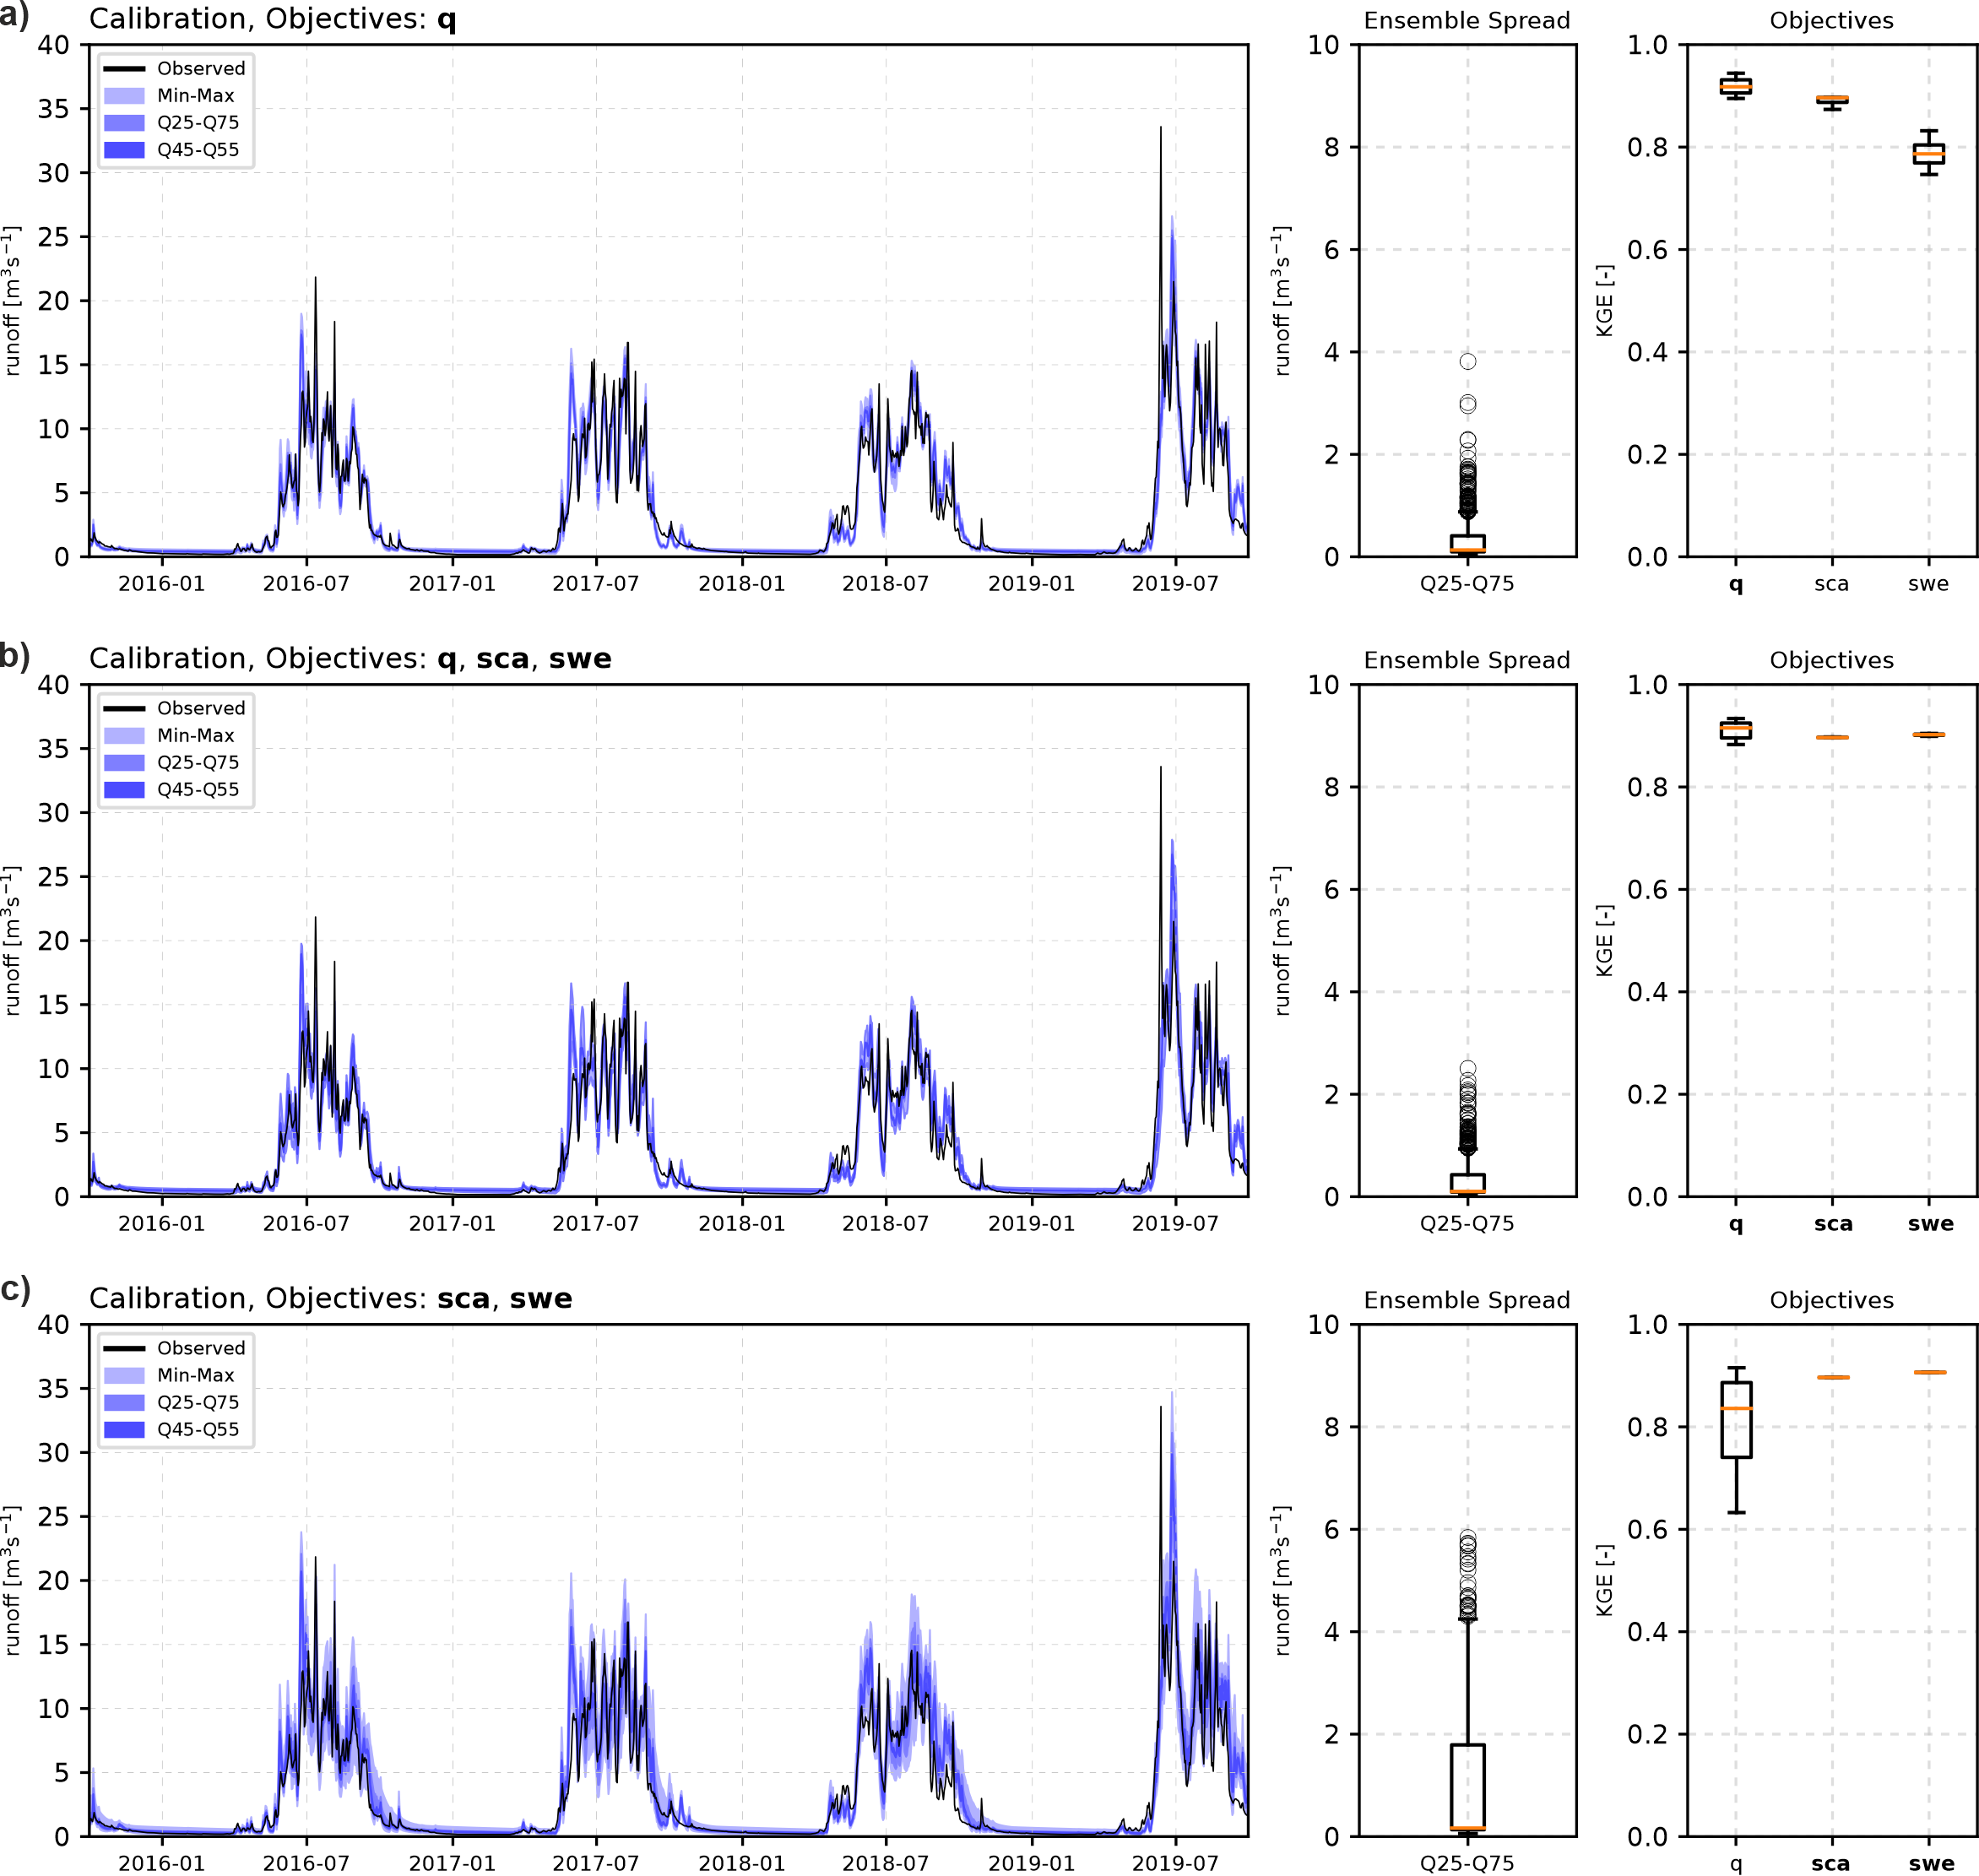 a)
Calibration, Objectives: q
Ensemble Spread
Objectives
40
35
30
25
20
15
10
5
0
runoff [m³s⁻¹]
Observed
Min-Max
Q25-Q75
Q45-Q55
2016-01
2016-07
2017-01
2017-07
2018-01
2018-07
2019-01
2019-07
10
8
6
4
2
0
runoff [m³s⁻¹]
Q25-Q75
1.0
0.8
0.6
0.4
0.2
0.0
KGE [-]
q
sca
swe
b)
Calibration, Objectives: q, sca, swe
Ensemble Spread
Objectives
40
35
30
25
20
15
10
5
0
runoff [m³s⁻¹]
Observed
Min-Max
Q25-Q75
Q45-Q55
2016-01
2016-07
2017-01
2017-07
2018-01
2018-07
2019-01
2019-07
10
8
6
4
2
0
runoff [m³s⁻¹]
Q25-Q75
1.0
0.8
0.6
0.4
0.2
0.0
KGE [-]
q
sca
swe
c)
Calibration, Objectives: sca, swe
Ensemble Spread
Objectives
40
35
30
25
20
15
10
5
0
runoff [m³s⁻¹]
Observed
Min-Max
Q25-Q75
Q45-Q55
2016-01
2016-07
2017-01
2017-07
2018-01
2018-07
2019-01
2019-07
10
8
6
4
2
0
runoff [m³s⁻¹]
Q25-Q75
1.0
0.8
0.6
0.4
0.2
0.0
KGE [-]
q
sca
swe